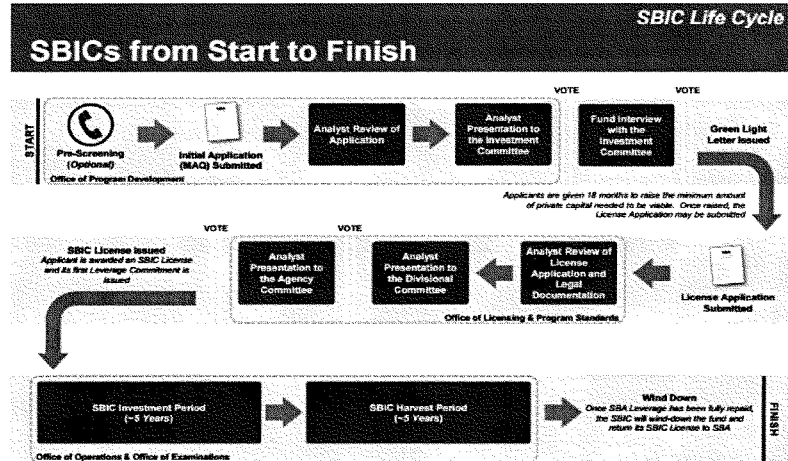 SBIC Life Cycle
SBICs from Start to Finish
VOTE
VOTE
START
Pre-Screening
(Optional)
Initial Application
(MAQ) Submitted
Analyst Review of
Application
Analyst
Presentation to
the Investment
Committee
Fund Interview
with the
Investment
Committee
Green Light
Letter Issued
Office of Program Development
Applicants are given 18 months to raise the minimum amount
of private capital needed to be viable. Once raised, the
License Application may be submitted
VOTE
VOTE
SBIC License Issued
Applicant is awarded an SBIC License
and its first Leverage Commitment is
issued
Analyst
Presentation to
the Agency
Committee
Analyst
Presentation to
the Divisional
Committee
Analyst Review of
License
Application and
Legal
Documentation
License Application
Submitted
Office of Licensing & Program Standards
SBIC Investment Period
(~5 Years)
SBIC Harvest Period
(~5 Years)
Wind Down
Once SBA Leverage has been fully repaid,
the SBIC will wind-down the fund and
return its SBIC License to SBA
FINISH
Office of Operations & Office of Examinations